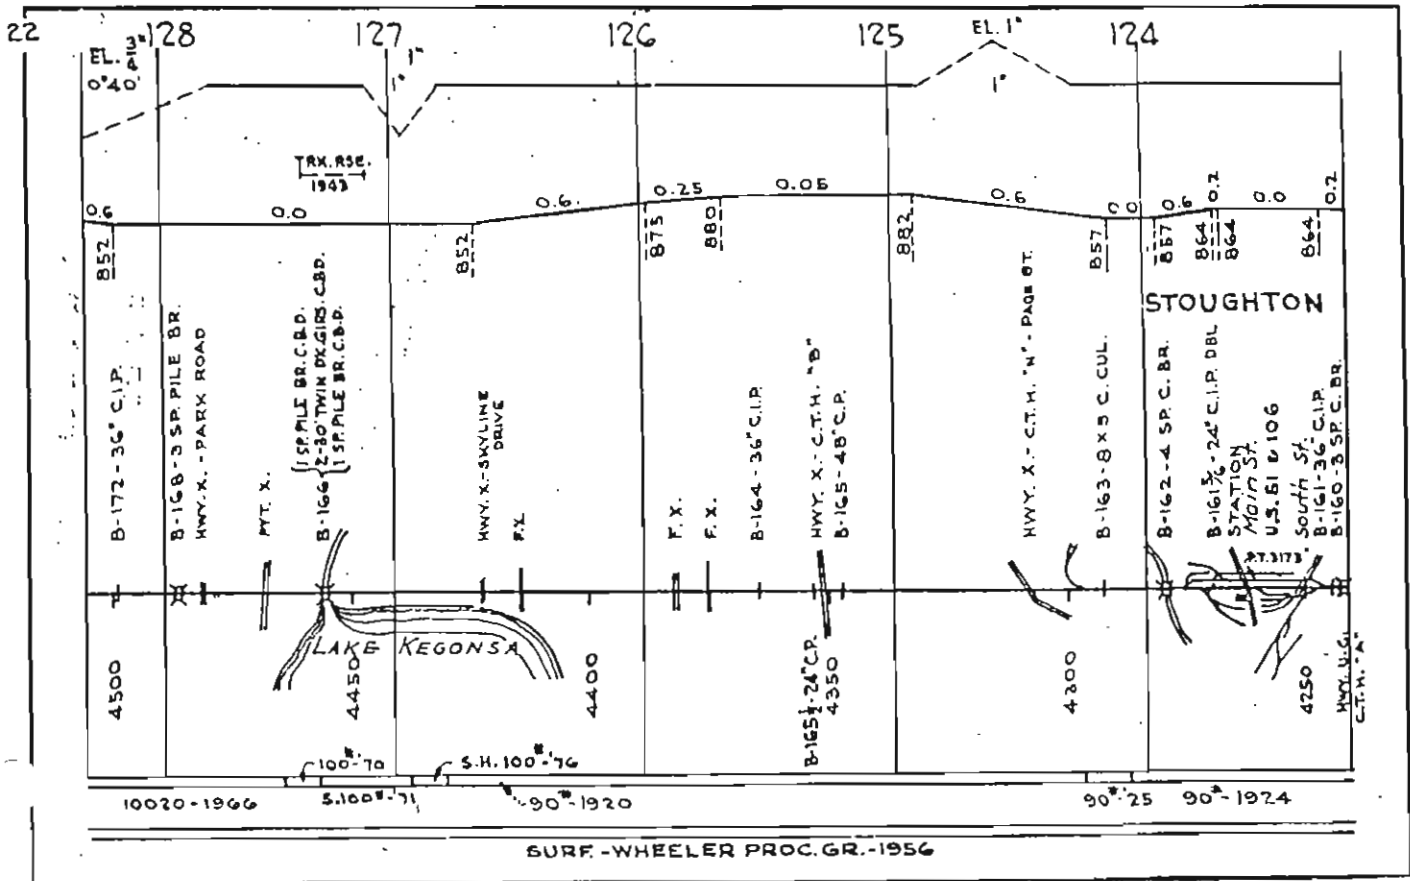 22 128 127 126 125 124
EL.
0°40'
1"
1°
EL. 1"
1°
TRK. RSE.
1943
0.6 0.0 0.6 0.25 0.05 0.6 0.0 0.6 0.2 0.0 0.2
852 852 875 880 882 857 857 864 864 864
STOUGHTON
B-172-36" C.I.P.
B-168-3 SP. PILE BR.
HWY. X. - PARK ROAD
PVT. X.
B-166
1 SP. PILE BR. C.B.D.
2-30' TWIN DK. GIRS. C.B.D.
1 SP. PILE BR. C.B.D.
HWY. X. - SKYLINE
DRIVE
F.X.
F.X.
F.X.
B-164-36" C.I.P.
HWY. X. - C.T.H. "B"
B-165-48" C.P.
HWY. X. - C.T.H. "N" - PAGE ST.
B-163-8X5 C. CUL.
B-162-4 SP. C. BR.
B-161 5/6-24" C.I.P. DBL
STATION
Main St.
U.S. 51 & 106
South St.
B-161-36" C.I.P.
B-160-3 SP. C. BR.
P.T. 3173'
LAKE KEGONSA
4500 4450 4400 4350 4300 4250
B-165½-24" C.P.
HWY. U.G.
C.T.H. "A"
100#-'70
S.H. 100#-'76
10020-1966
S.100#-'71
90#-1920
90#-'25
90#-1924
SURF.-WHEELER PROC. GR.-1956